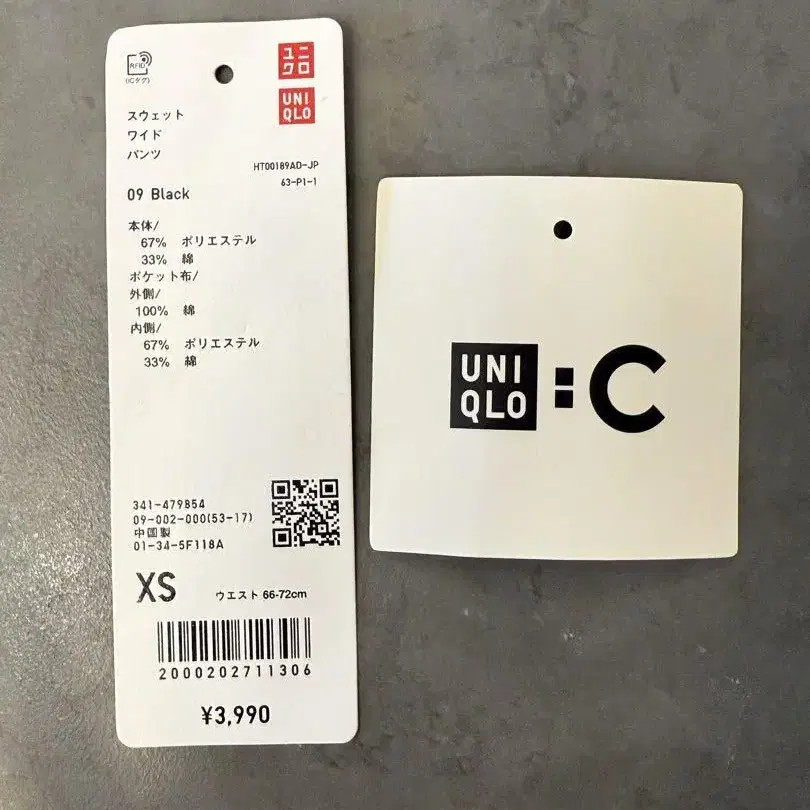 RFID
(ICタグ)
ユニ
クロ
UNI
QLO
スウェット
ワイド
パンツ
HT00189AD-JP
63-P1-1
09 Black
本体/
67% ポリエステル
33% 綿
ポケット布/
外側/
100% 綿
内側/
67% ポリエステル
33% 綿
341-479854
09-002-000(53-17)
中国製
01-34-5F118A
XS ウエスト 66-72cm
2000202711306
¥3,990
UNI
QLO
: C